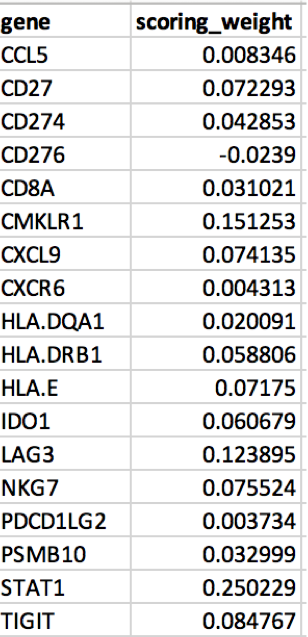 gene scoring_weight
CCL5 0.008346
CD27 0.072293
CD274 0.042853
CD276 -0.0239
CD8A 0.031021
CMKLR1 0.151253
CXCL9 0.074135
CXCR6 0.004313
HLA.DQA1 0.020091
HLA.DRB1 0.058806
HLA.E 0.07175
IDO1 0.060679
LAG3 0.123895
NKG7 0.075524
PDCD1LG2 0.003734
PSMB10 0.032999
STAT1 0.250229
TIGIT 0.084767